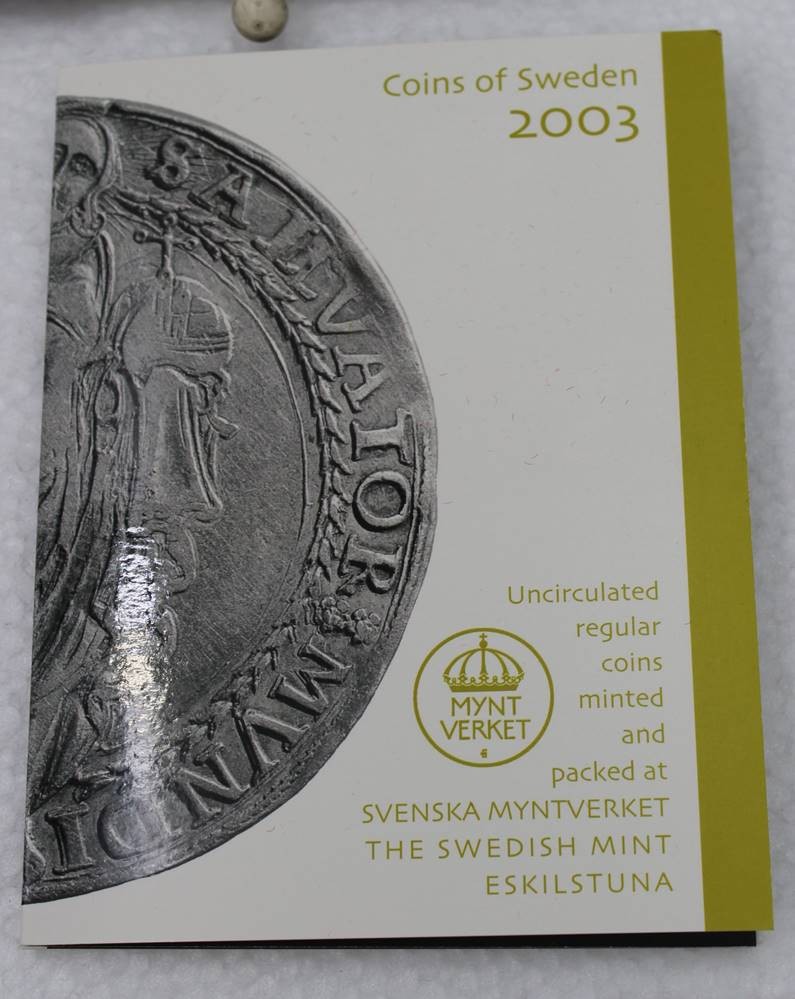 Coins of Sweden
2003
SALVATOR MVNDIS
Uncirculated
regular
coins
minted
and
packed at
MYNT
VERKET
SVENSKA MYNTVERKET
THE SWEDISH MINT
ESKILSTUNA